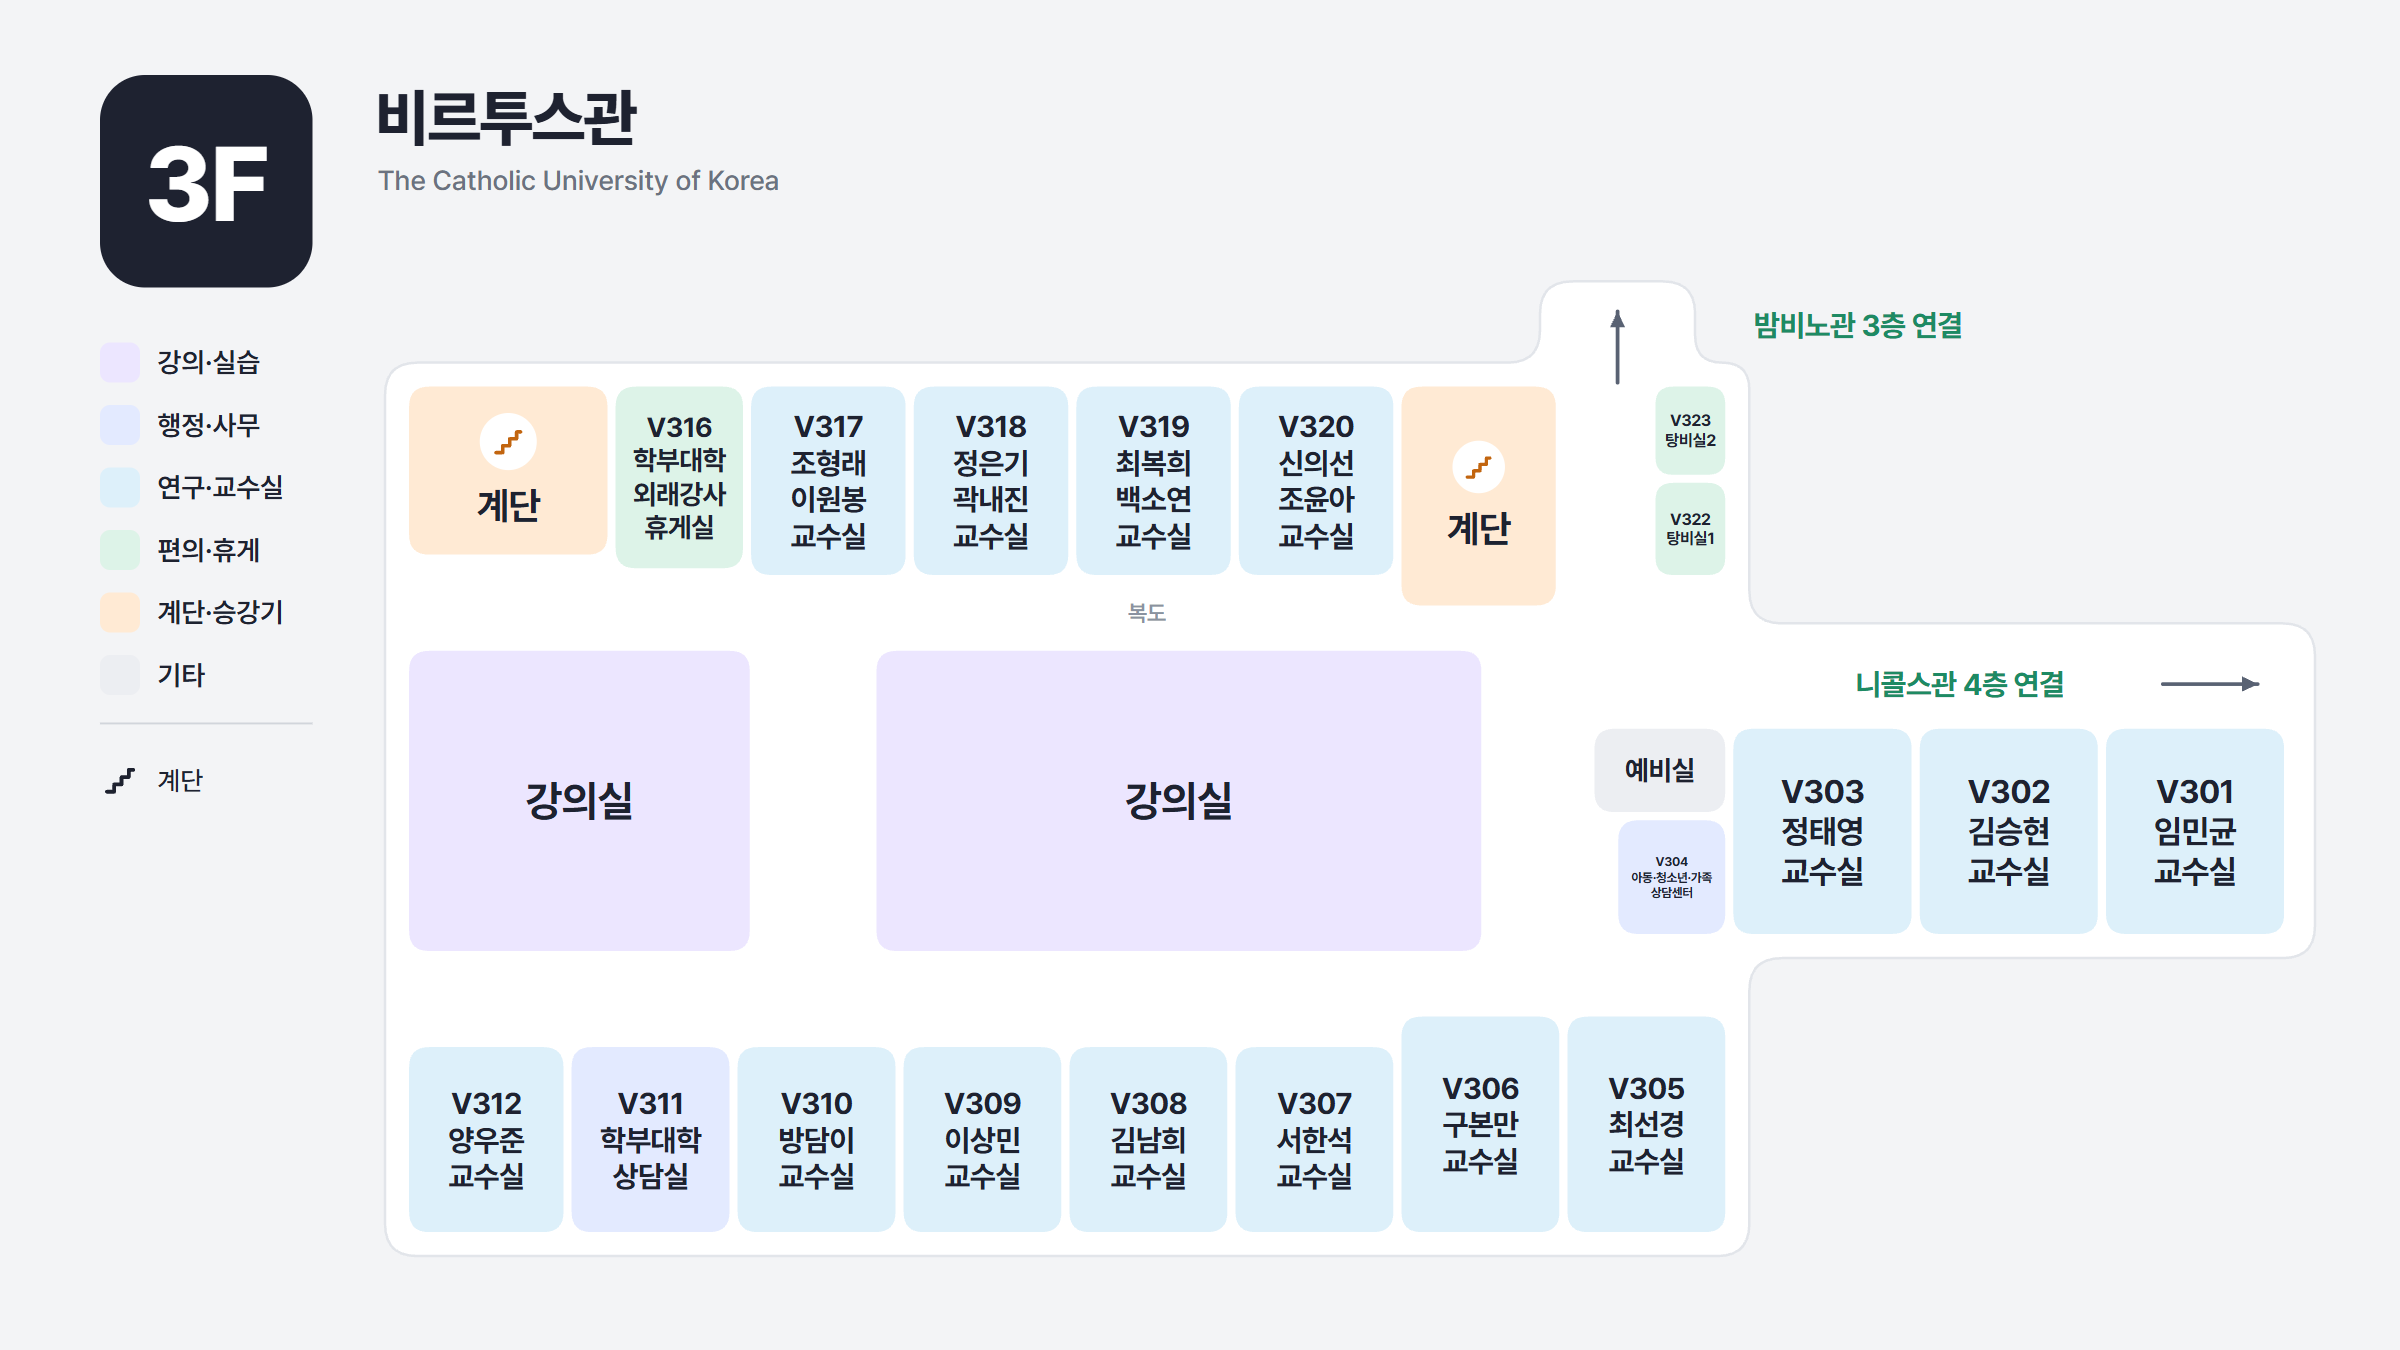 3F
비르투스관
The Catholic University of Korea
강의·실습
행정·사무
연구·교수실
편의·휴게
계단·승강기
기타
계단
밤비노관 3층 연결
계단
V316
학부대학
외래강사
휴게실
V317
조형래
이원봉
교수실
V318
정은기
곽내진
교수실
V319
최복희
백소연
교수실
V320
신의선
조윤아
교수실
계단
V323
탕비실2
V322
탕비실1
복도
강의실
강의실
니콜스관 4층 연결
예비실
V304
아동·청소년·가족
상담센터
V303
정태영
교수실
V302
김승현
교수실
V301
임민균
교수실
V312
양우준
교수실
V311
학부대학
상담실
V310
방담이
교수실
V309
이상민
교수실
V308
김남희
교수실
V307
서한석
교수실
V306
구본만
교수실
V305
최선경
교수실